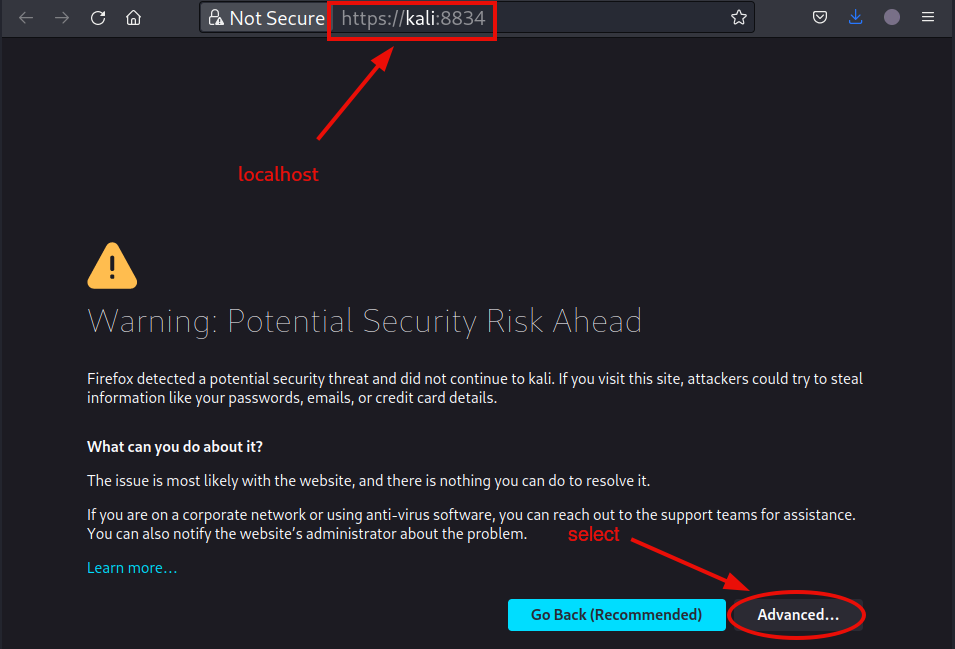 Not Secure https://kali:8834
localhost
Warning: Potential Security Risk Ahead
Firefox detected a potential security threat and did not continue to kali. If you visit this site, attackers could try to steal
information like your passwords, emails, or credit card details.
What can you do about it?
The issue is most likely with the website, and there is nothing you can do to resolve it.
If you are on a corporate network or using anti-virus software, you can reach out to the support teams for assistance.
You can also notify the website’s administrator about the problem.
select
Learn more…
Go Back (Recommended) Advanced…